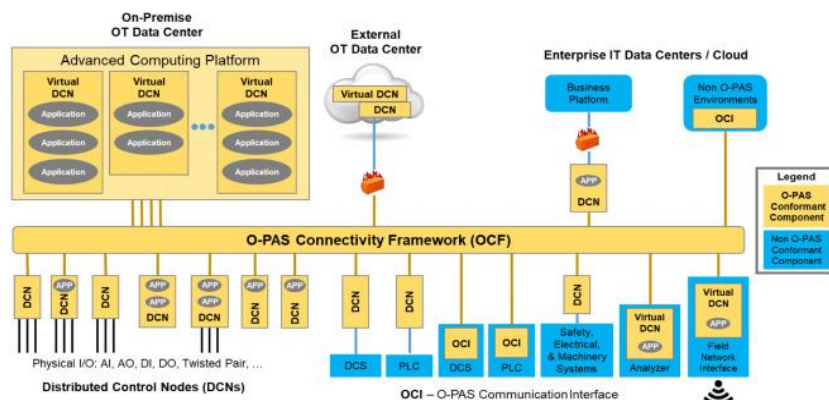 On-Premise
OT Data Center
Advanced Computing Platform
Virtual
DCN
Application
Application
Application
Virtual
DCN
Application
Application
Virtual
DCN
Application
Application
Application
External
OT Data Center
Virtual DCN
DCN
Enterprise IT Data Centers / Cloud
Business
Platform
APP
DCN
Non O-PAS
Environments
OCI
Legend
O-PAS
Conformant
Component
Non O-PAS
Conformant
Component
O-PAS Connectivity Framework (OCF)
DCN
APP
DCN
DCN
APP
APP
DCN
APP
APP
DCN
APP
DCN
APP
DCN
Physical I/O: AI, AO, DI, DO, Twisted Pair, ...
Distributed Control Nodes (DCNs)
DCN
DCS
DCN
PLC
OCI
DCS
OCI
PLC
DCN
Safety,
Electrical,
& Machinery
Systems
Virtual
DCN
APP
Analyzer
Virtual
DCN
APP
Field
Network
Interface
OCI – O-PAS Communication Interface